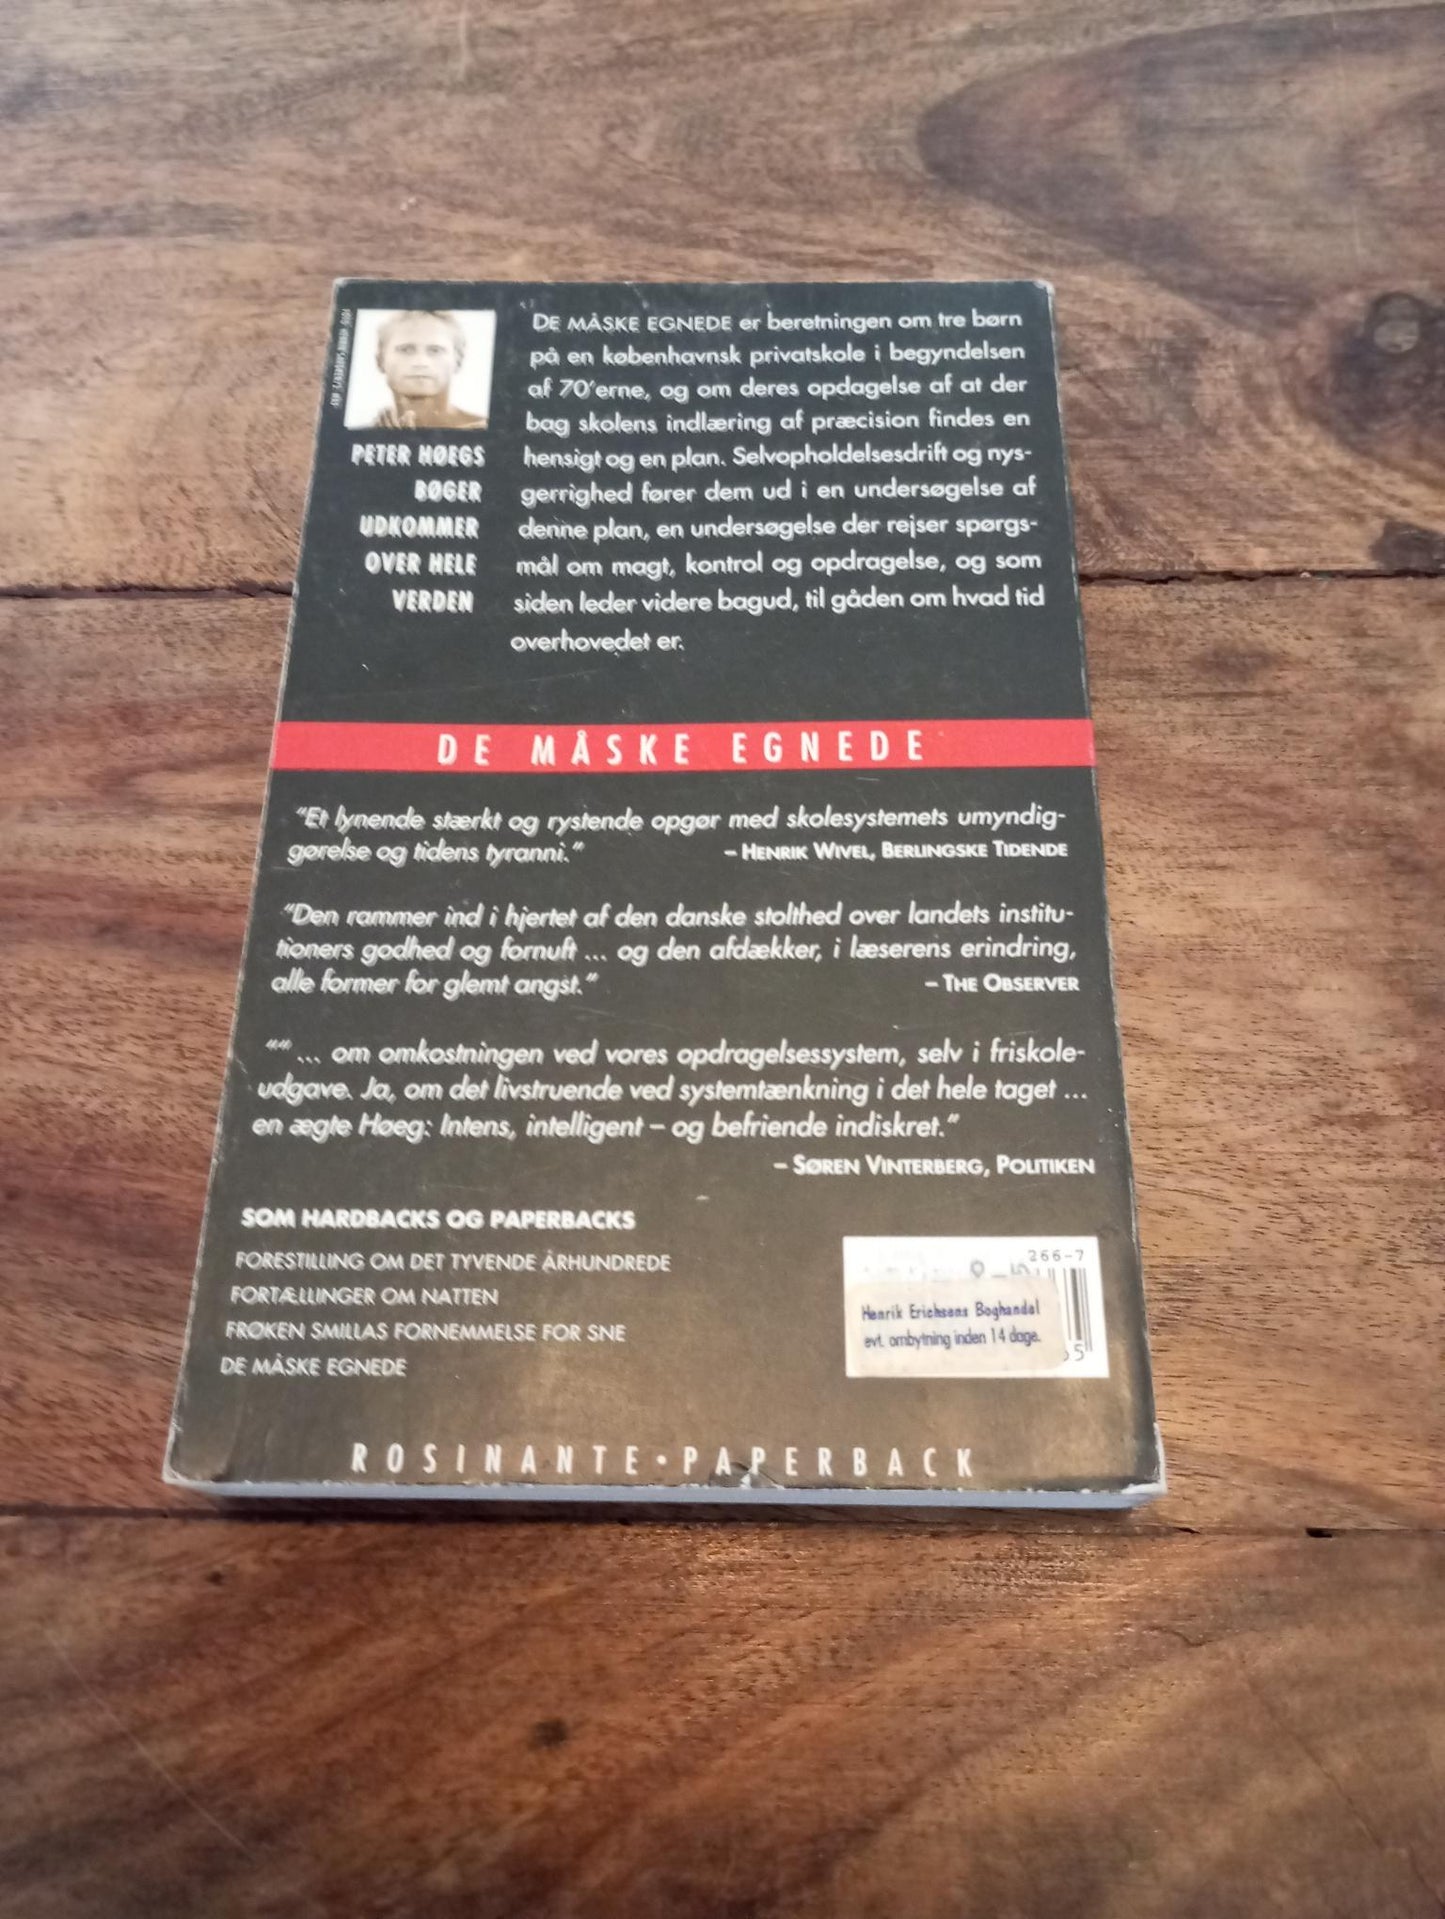 DE MÅSKE EGNEDE er beretningen om tre børn
på en københavnsk privatskole i begyndelsen
af 70'erne, og om deres opdagelse af at der
bag skolens indlæring af præcision findes en
hensigt og en plan. Selvopholdelsesdrift og nys-
gerrighed fører dem ud i en undersøgelse af
denne plan, en undersøgelse der rejser spørgs-
mål om magt, kontrol og opdragelse, og som
siden leder videre bagud, til gåden om hvad tid
overhovedet er.
PETER HØEGS
BØGER
UDKOMMER
OVER HELE
VERDEN
DE MÅSKE EGNEDE
"Et lynende stærkt og rystende opgør med skolesystemets umyndig-
gørelse og tidens tyranni."
– HENRIK WIVEL, BERLINGSKE TIDENDE
"Den rammer ind i hjertet af den danske stolthed over landets institu-
tioners godhed og fornuft ... og den afdækker, i læserens erindring,
alle former for glemt angst."
– THE OBSERVER
"" ... om omkostningen ved vores opdragelsessystem, selv i friskole-
udgave. Ja, om det livstruende ved systemtænkning i det hele taget ...
en ægte Høeg: Intens, intelligent – og befriende indiskret."
– SØREN VINTERBERG, POLITIKEN
SOM HARDBACKS OG PAPERBACKS
FORESTILLING OM DET TYVENDE ÅRHUNDREDE
FORTÆLLINGER OM NATTEN
FRØKEN SMILLAS FORNEMMELSE FOR SNE
DE MÅSKE EGNEDE
266-7
Henrik Erichsens Boghandel
evt. ombytning inden 14 dage.
ROSINANTE • PAPERBACK